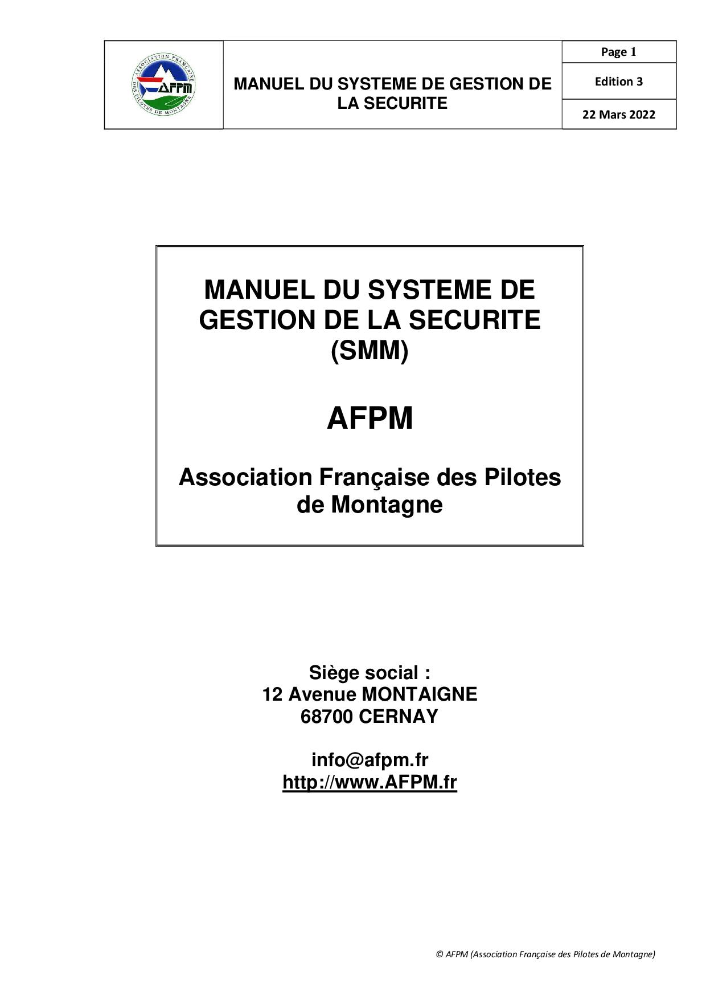 ASSOCIATION FRANÇAISE
DES PILOTES DE MONTAGNE
AFPM
MANUEL DU SYSTEME DE GESTION DE
LA SECURITE
Page 1
Edition 3
22 Mars 2022
MANUEL DU SYSTEME DE
GESTION DE LA SECURITE
(SMM)
AFPM
Association Française des Pilotes
de Montagne
Siège social :
12 Avenue MONTAIGNE
68700 CERNAY
info@afpm.fr
http://www.AFPM.fr
© AFPM (Association Française des Pilotes de Montagne)